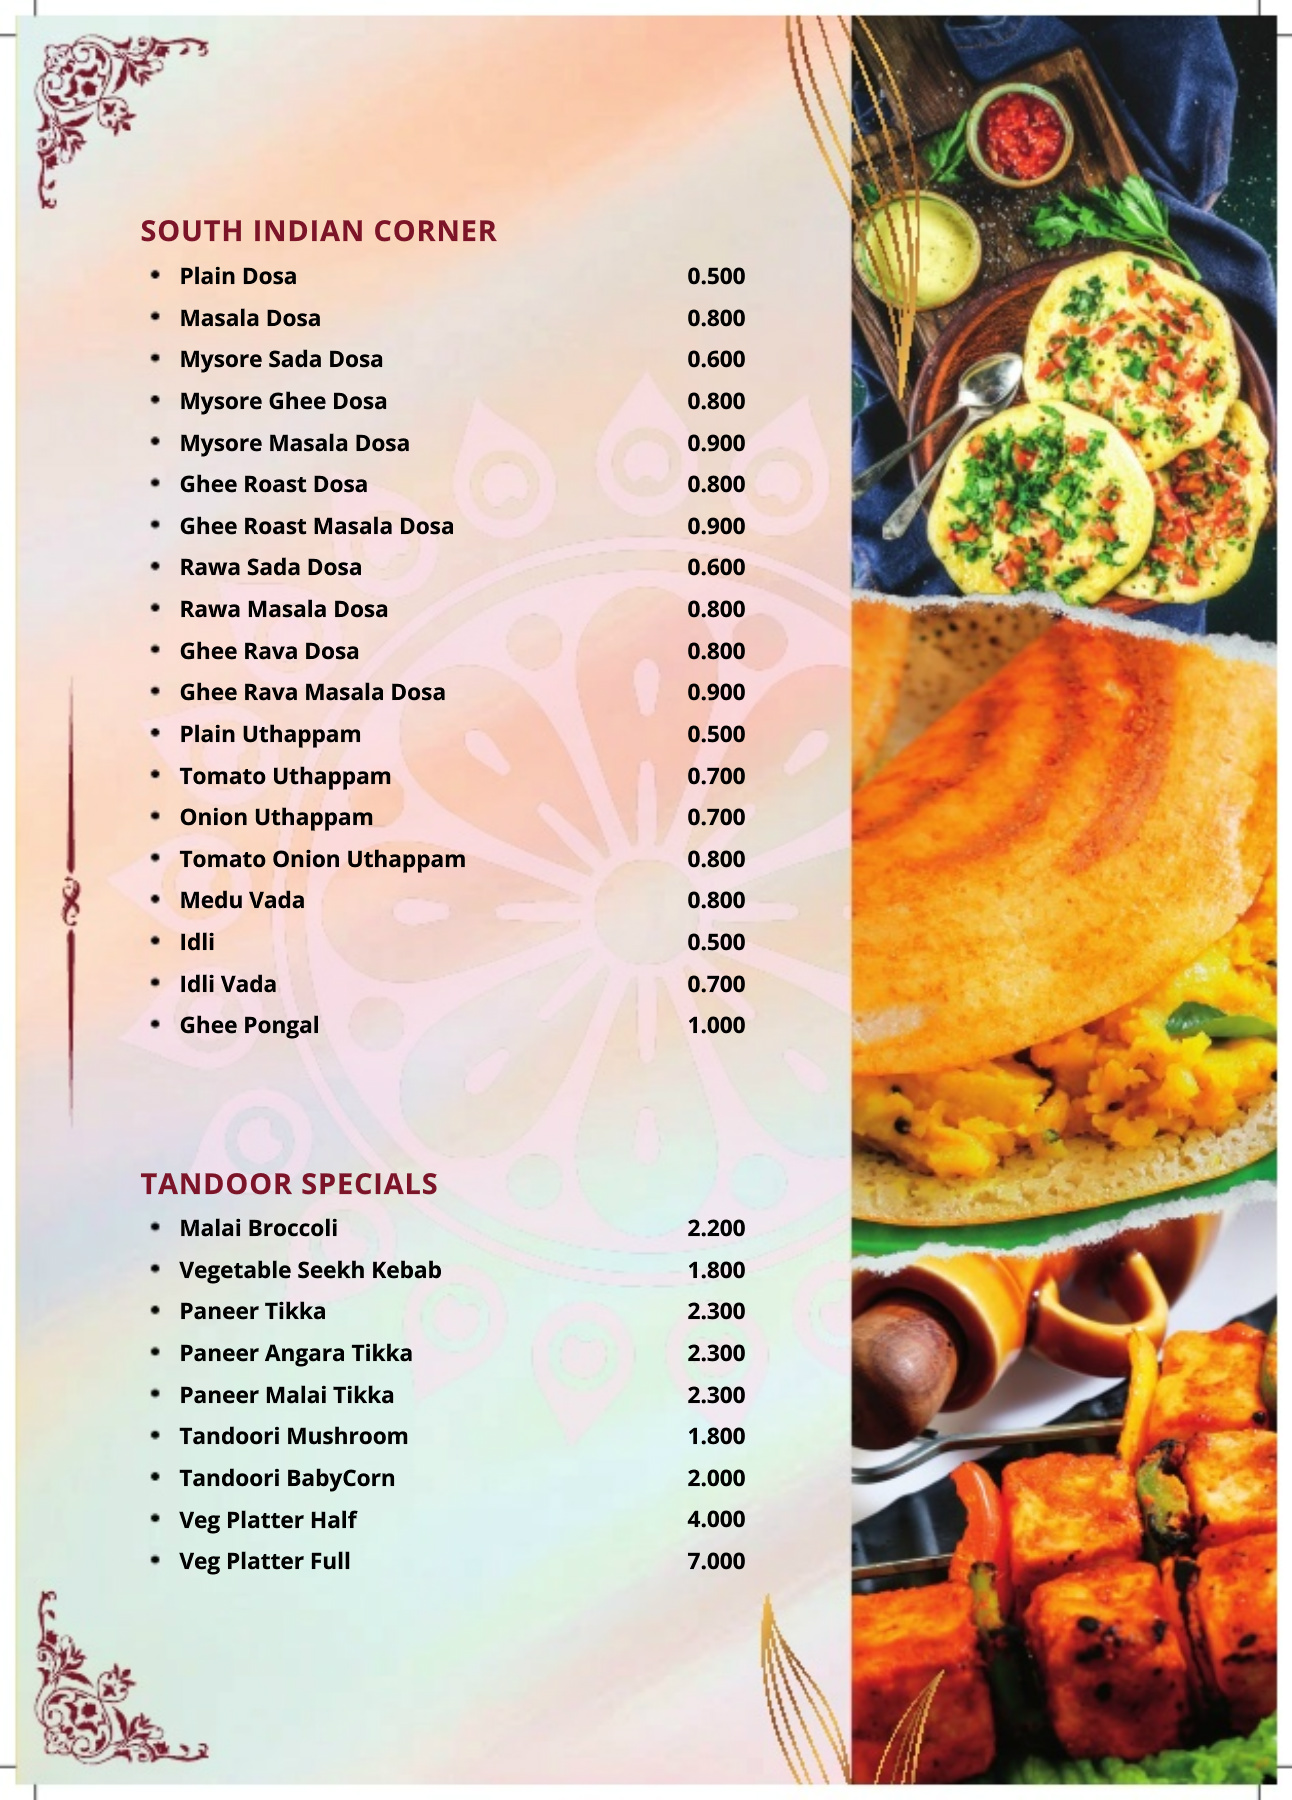 SOUTH INDIAN CORNER
• Plain Dosa 0.500
• Masala Dosa 0.800
• Mysore Sada Dosa 0.600
• Mysore Ghee Dosa 0.800
• Mysore Masala Dosa 0.900
• Ghee Roast Dosa 0.800
• Ghee Roast Masala Dosa 0.900
• Rawa Sada Dosa 0.600
• Rawa Masala Dosa 0.800
• Ghee Rava Dosa 0.800
• Ghee Rava Masala Dosa 0.900
• Plain Uthappam 0.500
• Tomato Uthappam 0.700
• Onion Uthappam 0.700
• Tomato Onion Uthappam 0.800
• Medu Vada 0.800
• Idli 0.500
• Idli Vada 0.700
• Ghee Pongal 1.000
TANDOOR SPECIALS
• Malai Broccoli 2.200
• Vegetable Seekh Kebab 1.800
• Paneer Tikka 2.300
• Paneer Angara Tikka 2.300
• Paneer Malai Tikka 2.300
• Tandoori Mushroom 1.800
• Tandoori BabyCorn 2.000
• Veg Platter Half 4.000
• Veg Platter Full 7.000